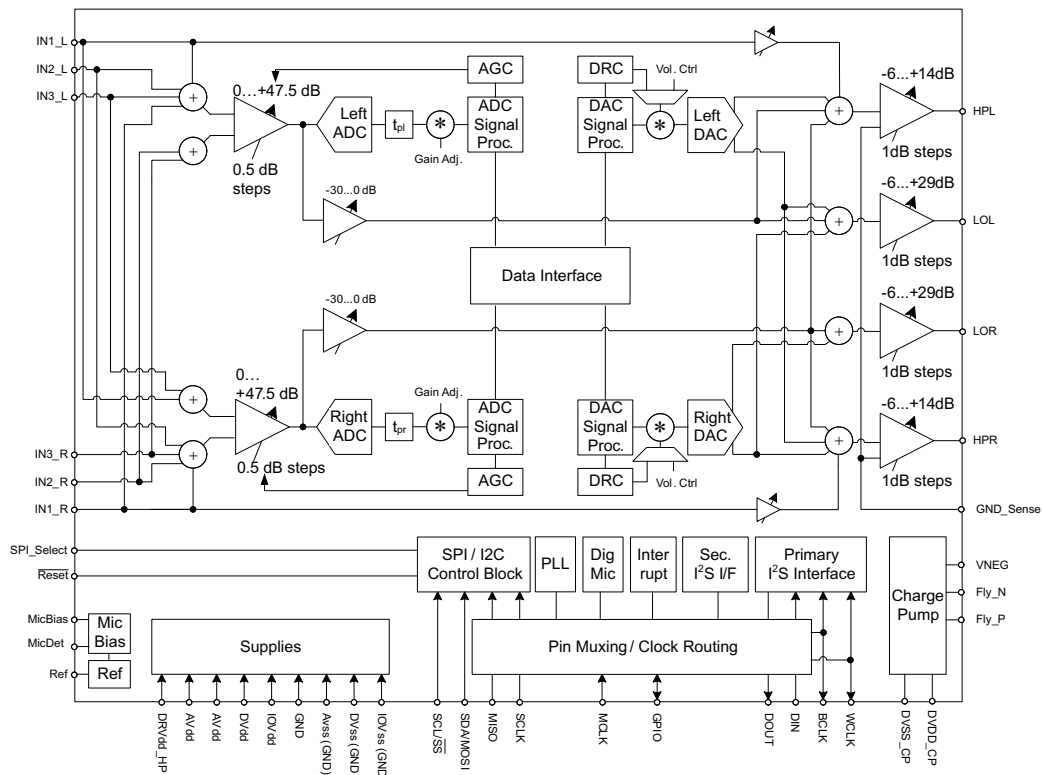 IN1_L
IN2_L
IN3_L
0…+47.5 dB
0.5 dB
steps
Left
ADC
tpl
*
Gain Adj.
AGC
ADC
Signal
Proc.
DRC
Vol. Ctrl
DAC
Signal
Proc.
*
Left
DAC
+
+
+
-6...+14dB
1dB steps
HPL
-30...0 dB
+
-6...+29dB
1dB steps
LOL
Data Interface
-30...0 dB
+
-6...+29dB
1dB steps
LOR
+
+
0…
+47.5 dB
0.5 dB steps
Right
ADC
tpr
Gain Adj.
*
ADC
Signal
Proc.
AGC
DAC
Signal
Proc.
DRC
*
Vol. Ctrl
Right
DAC
+
-6...+14dB
1dB steps
HPR
IN3_R
IN2_R
IN1_R
GND_Sense
SPI_Select
Reset
SPI / I2C
Control Block
PLL
Dig
Mic
Inter
rupt
Sec.
I²S I/F
Primary
I²S Interface
Charge
Pump
VNEG
Fly_N
Fly_P
MicBias
MicDet
Ref
Mic
Bias
Ref
Supplies
Pin Muxing / Clock Routing
DRVdd_HP
AVdd
AVdd
DVdd
IOVdd
GND
Avss (GND)
DVss (GND
IOVss (GND
SCL/SS
SDA/MOSI
MISO
SCLK
MCLK
GPIO
DOUT
DIN
BCLK
WCLK
DVSS_CP
DVDD_CP